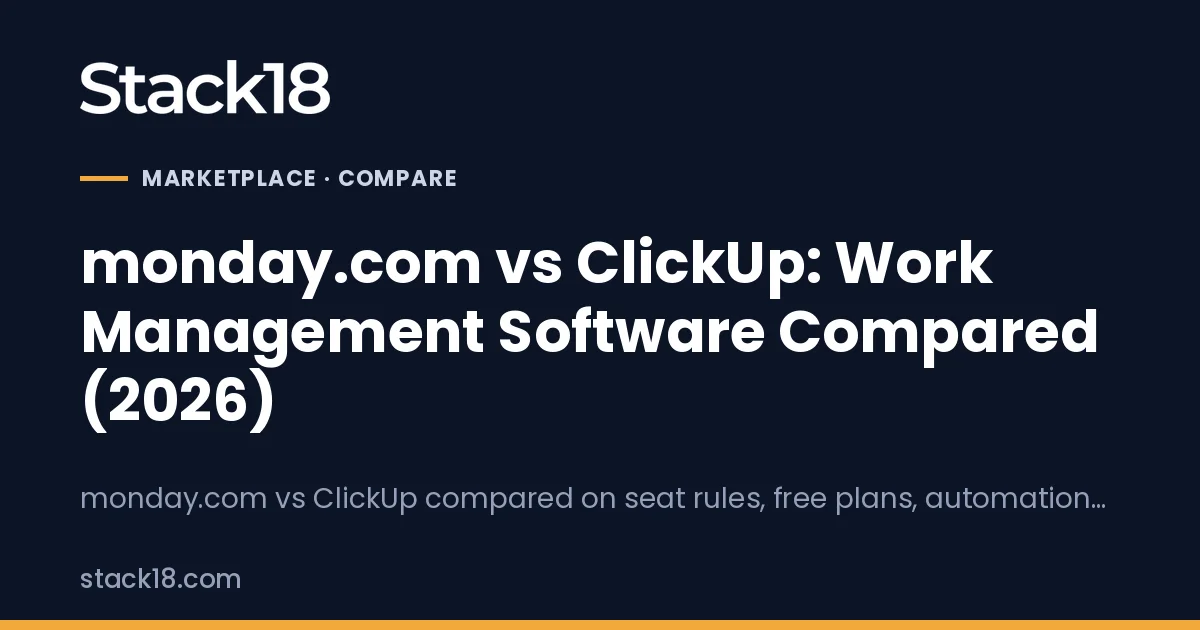 Stack18
MARKETPLACE · COMPARE
monday.com vs ClickUp: Work
Management Software Compared
(2026)
monday.com vs ClickUp compared on seat rules, free plans, automation…
stack18.com